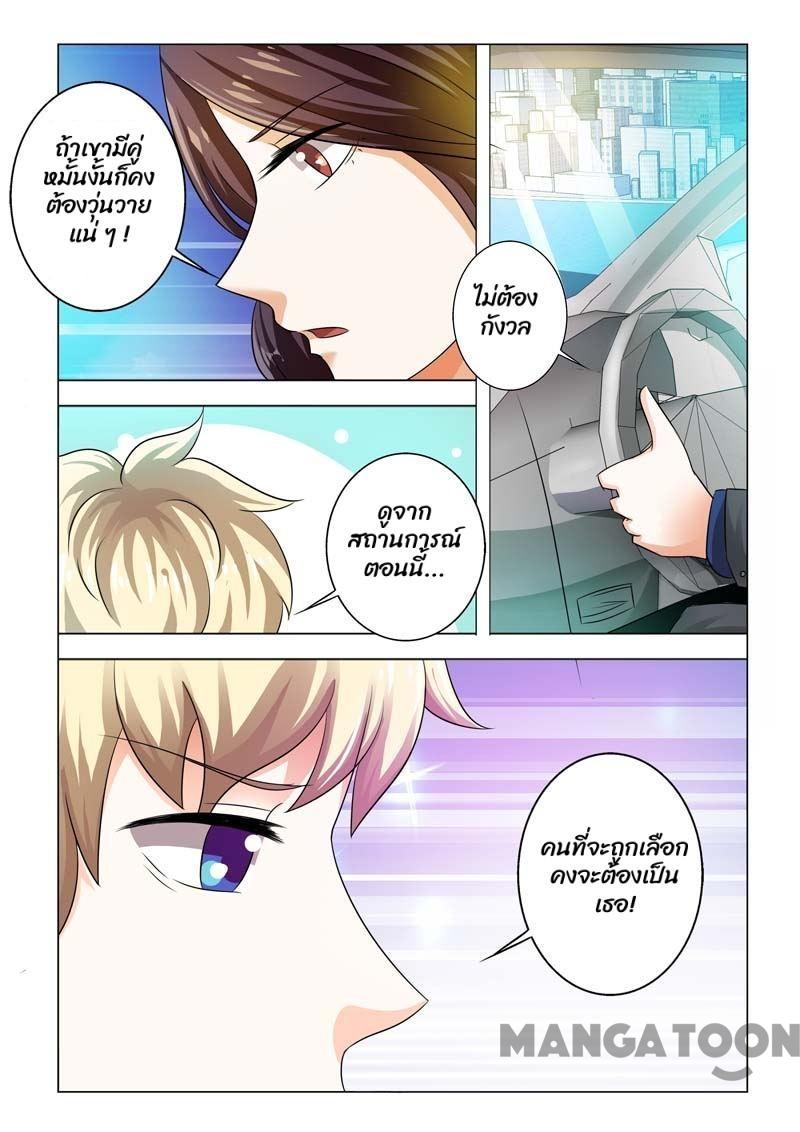 ถ้าเขามีคู่
หมั้นงั้นก็คง
ต้องวุ่นวาย
แน่ ๆ !
ไม่ต้อง
กังวล
ดูจาก
สถานการณ์
ตอนนี้...
คนที่จะถูกเลือก
คงจะต้องเป็น
เธอ!
MANGATOON